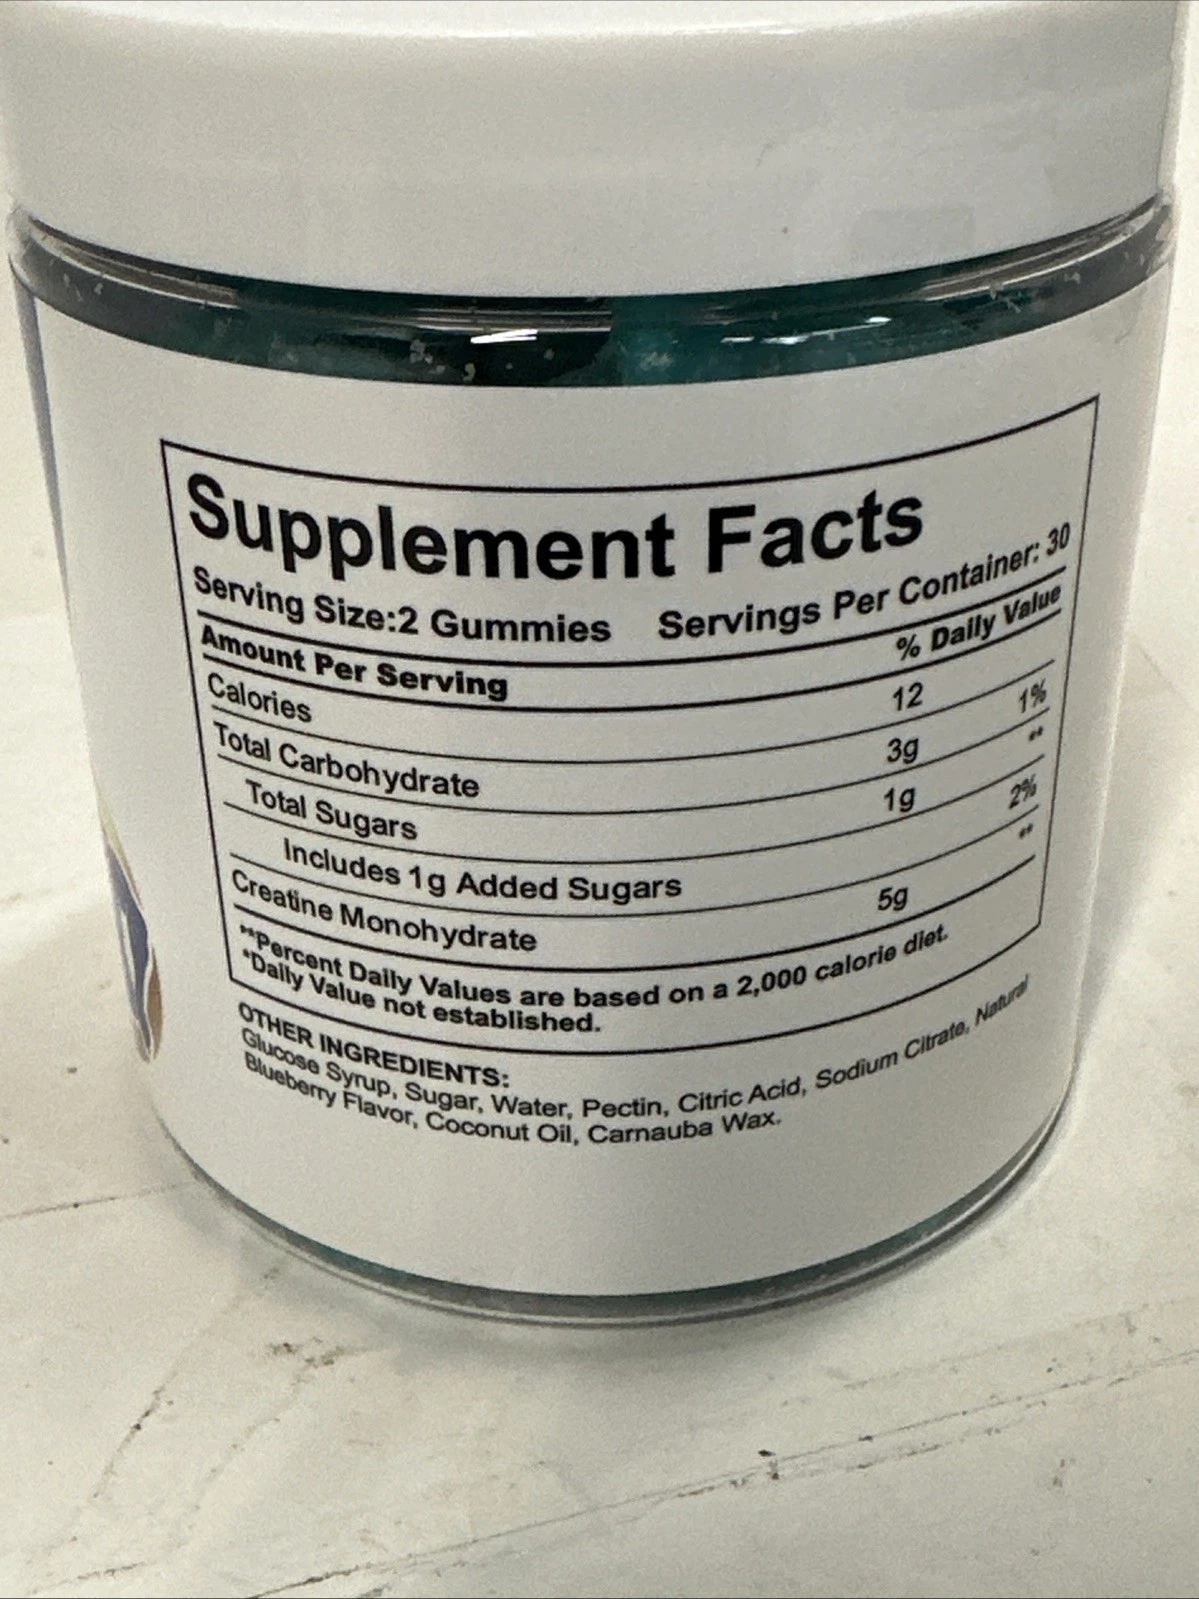 Supplement Facts
Serving Size:2 Gummies Servings Per Container: 30
Amount Per Serving % Daily Value
Calories 12
Total Carbohydrate 3g 1%
Total Sugars 1g **
Includes 1g Added Sugars 2%
Creatine Monohydrate 5g **
**Percent Daily Values are based on a 2,000 calorie diet.
*Daily Value not established.
OTHER INGREDIENTS:
Glucose Syrup, Sugar, Water, Pectin, Citric Acid, Sodium Citrate, Natural
Blueberry Flavor, Coconut Oil, Carnauba Wax.